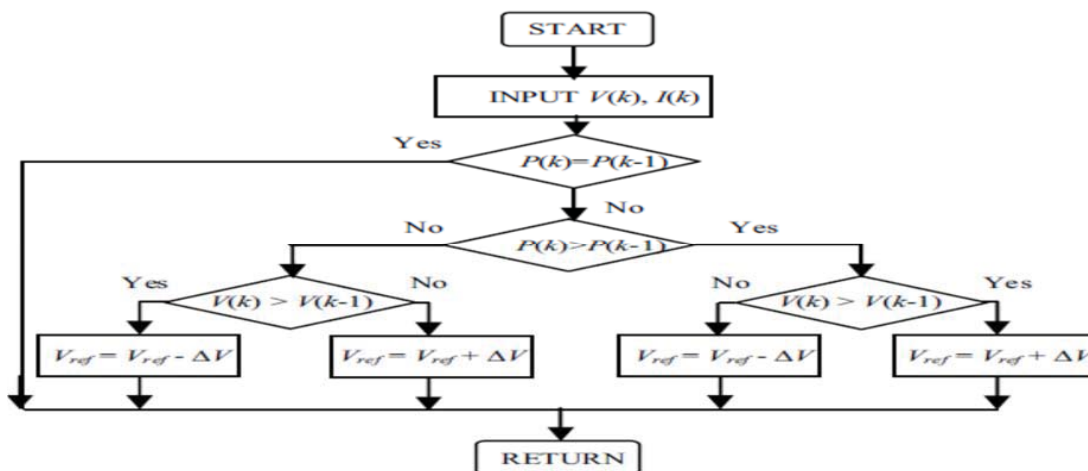 START
INPUT V(k), I(k)
Yes
P(k)=P(k-1)
No
No
P(k)>P(k-1)
Yes
Yes
V(k) > V(k-1)
No
No
V(k) > V(k-1)
Yes
Vref = Vref - ΔV
Vref = Vref + ΔV
Vref = Vref - ΔV
Vref = Vref + ΔV
RETURN